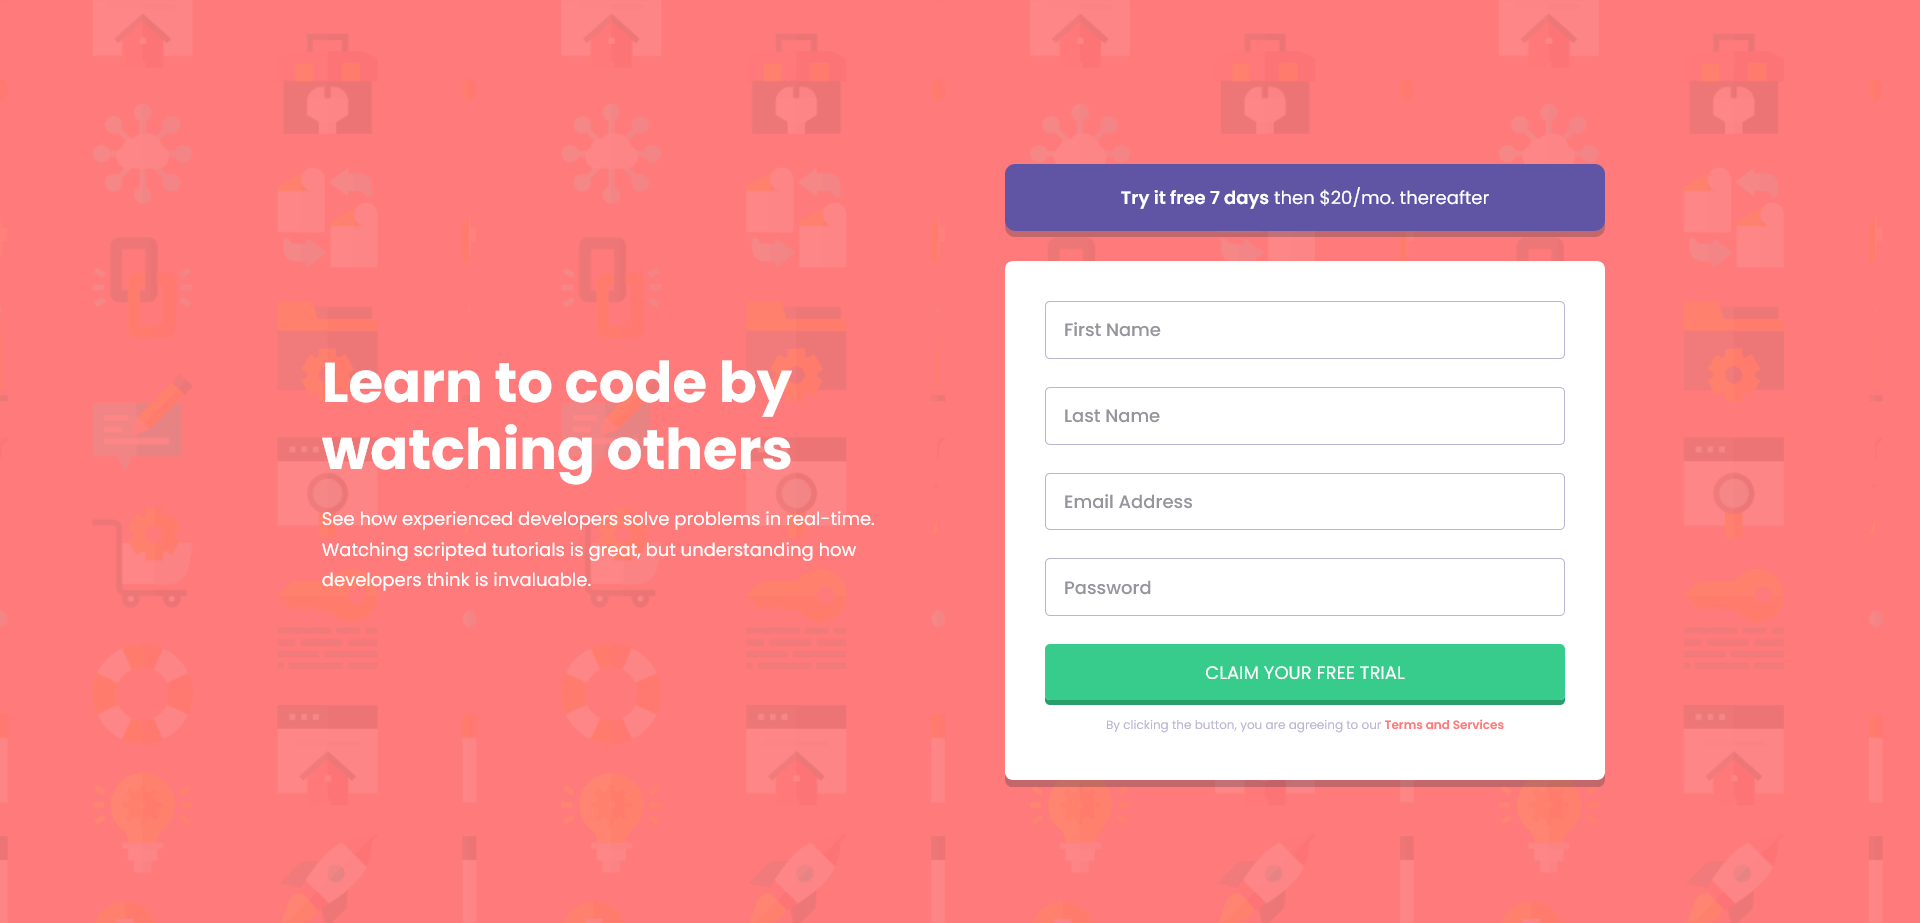 Learn to code by
watching others
See how experienced developers solve problems in real-time.
Watching scripted tutorials is great, but understanding how
developers think is invaluable.
Try it free 7 days then $20/mo. thereafter
First Name
Last Name
Email Address
Password
CLAIM YOUR FREE TRIAL
By clicking the button, you are agreeing to our Terms and Services